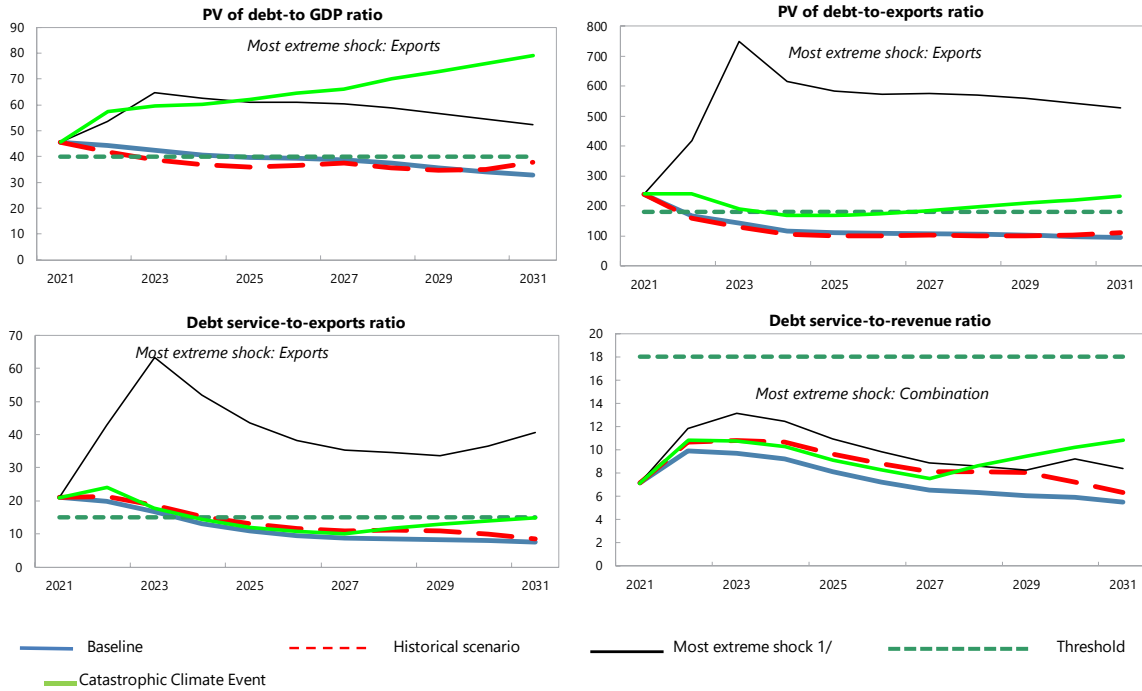 PV of debt-to GDP ratio
Most extreme shock: Exports
90
80
70
60
50
40
30
20
10
0
2021 2023 2025 2027 2029 2031
PV of debt-to-exports ratio
Most extreme shock: Exports
800
700
600
500
400
300
200
100
0
2021 2023 2025 2027 2029 2031
Debt service-to-exports ratio
Most extreme shock: Exports
70
60
50
40
30
20
10
0
2021 2023 2025 2027 2029 2031
Debt service-to-revenue ratio
Most extreme shock: Combination
20
18
16
14
12
10
8
6
4
2
0
2021 2023 2025 2027 2029 2031
Baseline Historical scenario Most extreme shock 1/ Threshold
Catastrophic Climate Event